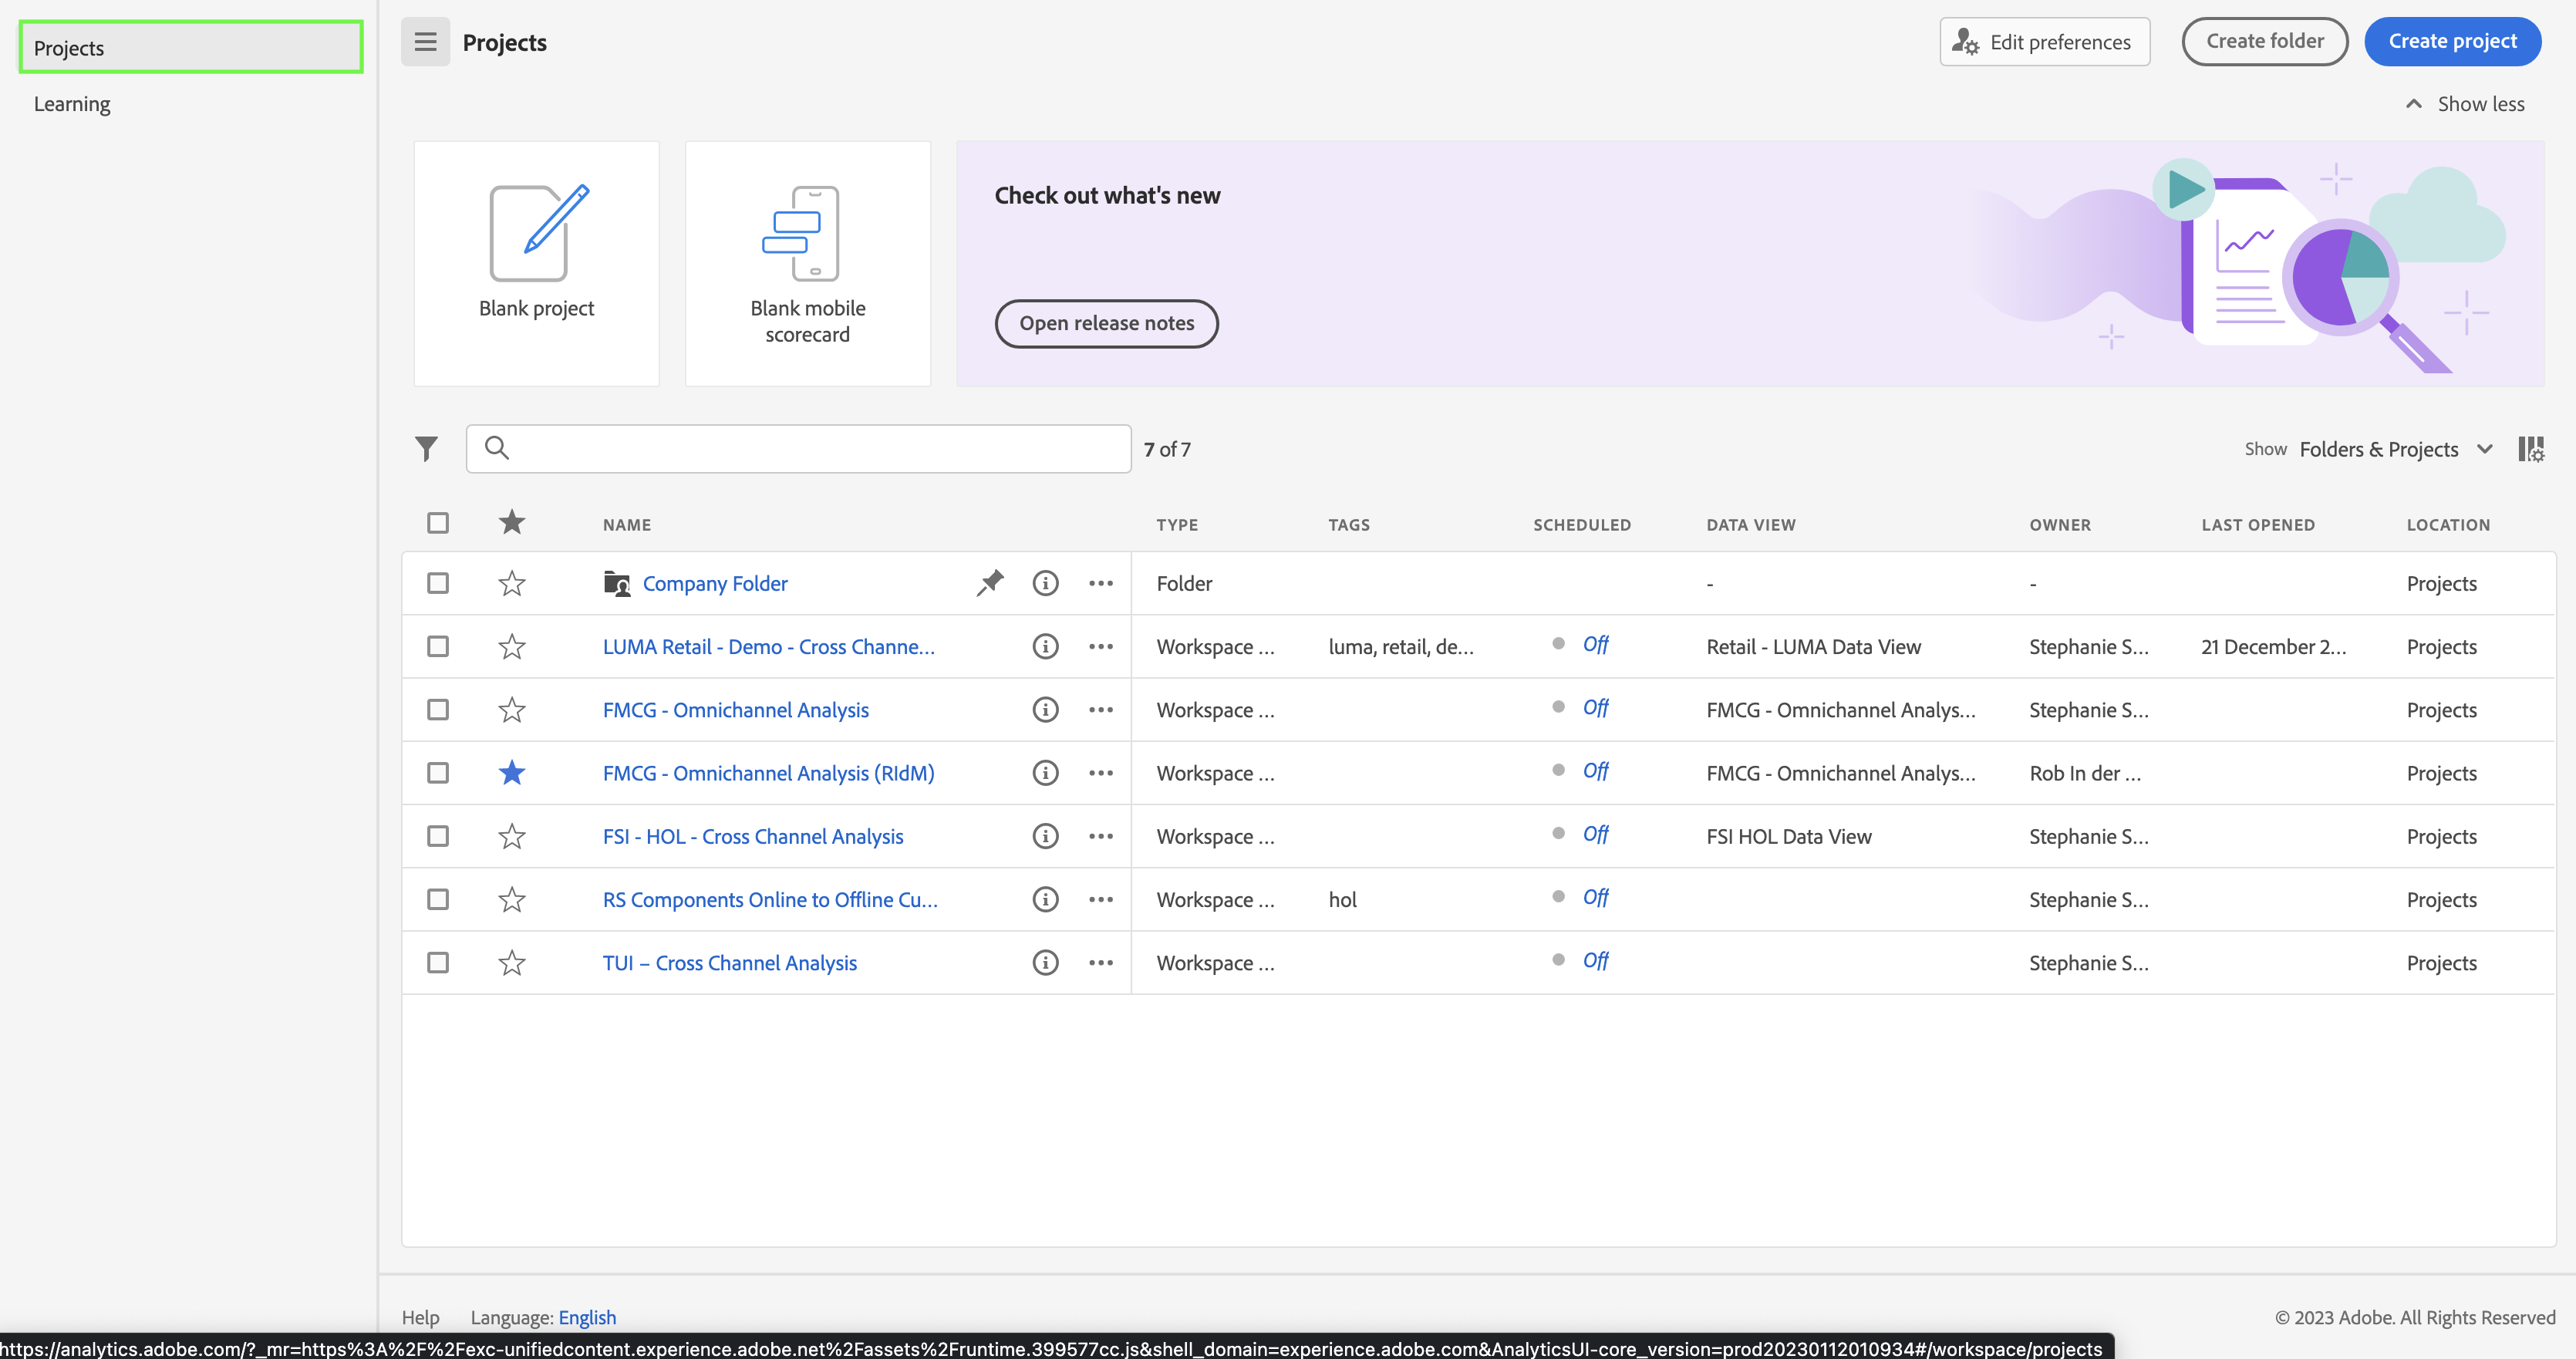 Projects
Learning
Projects
Edit preferences
Create folder
Create project
Show less
Blank project
Blank mobile
scorecard
Check out what's new
Open release notes
7 of 7
Show Folders & Projects
NAME TYPE TAGS SCHEDULED DATA VIEW OWNER LAST OPENED LOCATION
Company Folder Folder - - Projects
LUMA Retail - Demo - Cross Channe... Workspace ... luma, retail, de... Off Retail - LUMA Data View Stephanie S... 21 December 2... Projects
FMCG - Omnichannel Analysis Workspace ... Off FMCG - Omnichannel Analys... Stephanie S... Projects
FMCG - Omnichannel Analysis (RIdM) Workspace ... Off FMCG - Omnichannel Analys... Rob In der ... Projects
FSI - HOL - Cross Channel Analysis Workspace ... Off FSI HOL Data View Stephanie S... Projects
RS Components Online to Offline Cu... Workspace ... hol Off Stephanie S... Projects
TUI – Cross Channel Analysis Workspace ... Off Stephanie S... Projects
Help Language: English © 2023 Adobe. All Rights Reserved
https://analytics.adobe.com/?_mr=https%3A%2F%2Fexc-unifiedcontent.experience.adobe.net%2Fassets%2Fruntime.399577cc.js&shell_domain=experience.adobe.com&AnalyticsUI-core_version=prod20230112010934#/workspace/projects